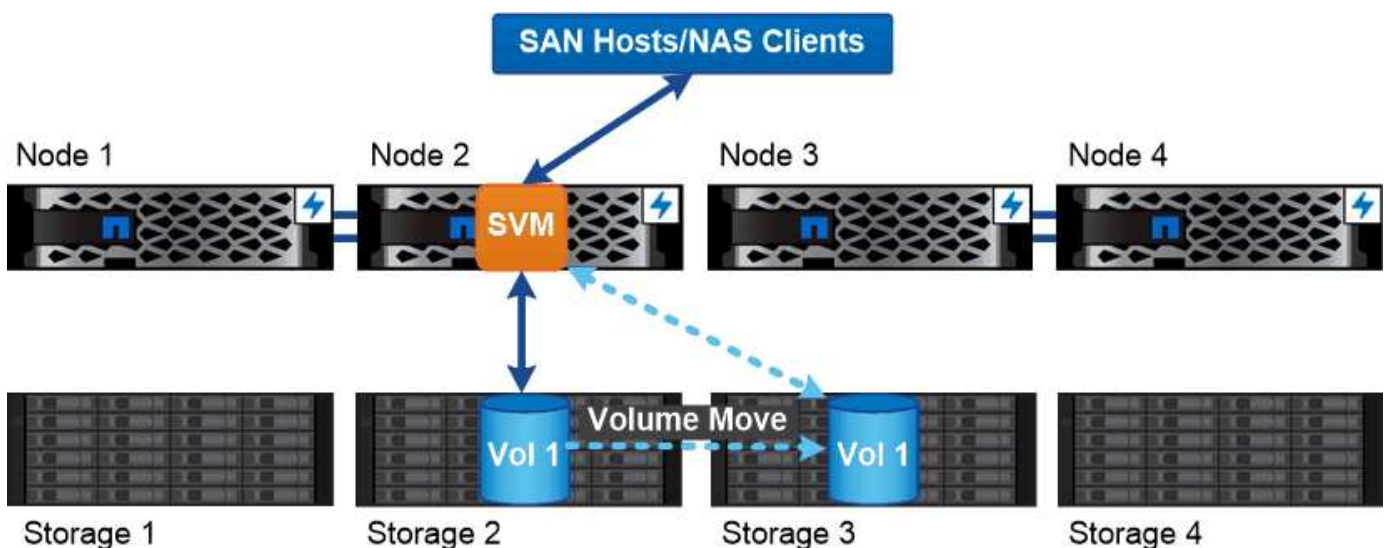 SAN Hosts/NAS Clients
Node 1
Node 2
Node 3
Node 4
SVM
Vol 1
Volume Move
Vol 1
Storage 1
Storage 2
Storage 3
Storage 4